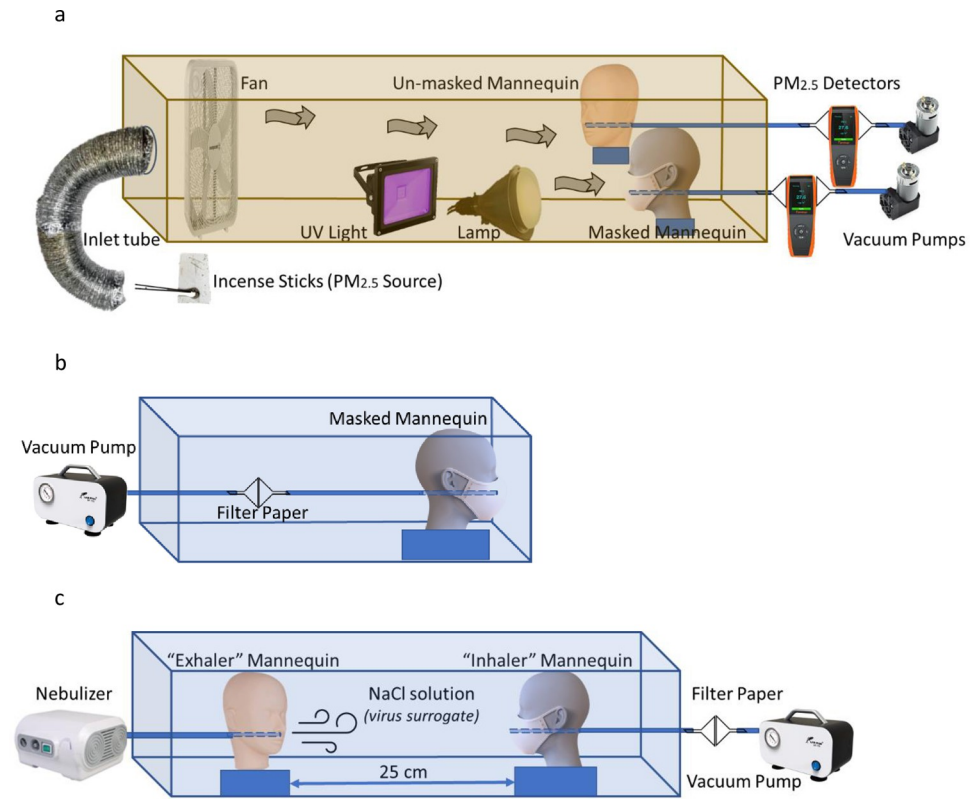 a
Fan
Un-masked Mannequin
PM2.5 Detectors
Inlet tube
UV Light
Lamp
Masked Mannequin
Vacuum Pumps
Incense Sticks (PM2.5 Source)
b
Masked Mannequin
Vacuum Pump
Filter Paper
c
“Exhaler” Mannequin
“Inhaler” Mannequin
Nebulizer
NaCl solution
(virus surrogate)
Filter Paper
25 cm
Vacuum Pump